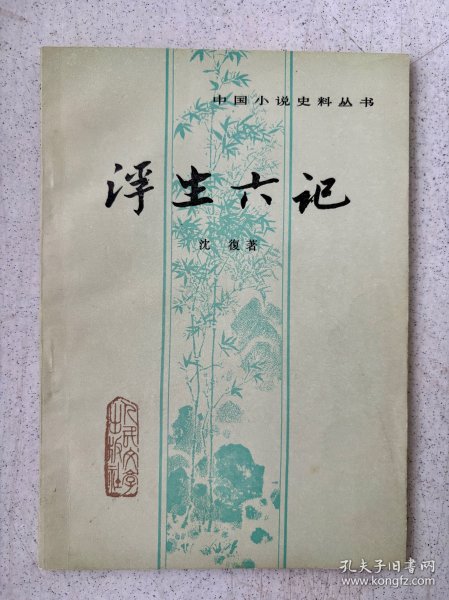 中国小说史料丛书
浮生六记
沈復著
人民文学
出版社
孔夫子旧书网
www.kongfz.com